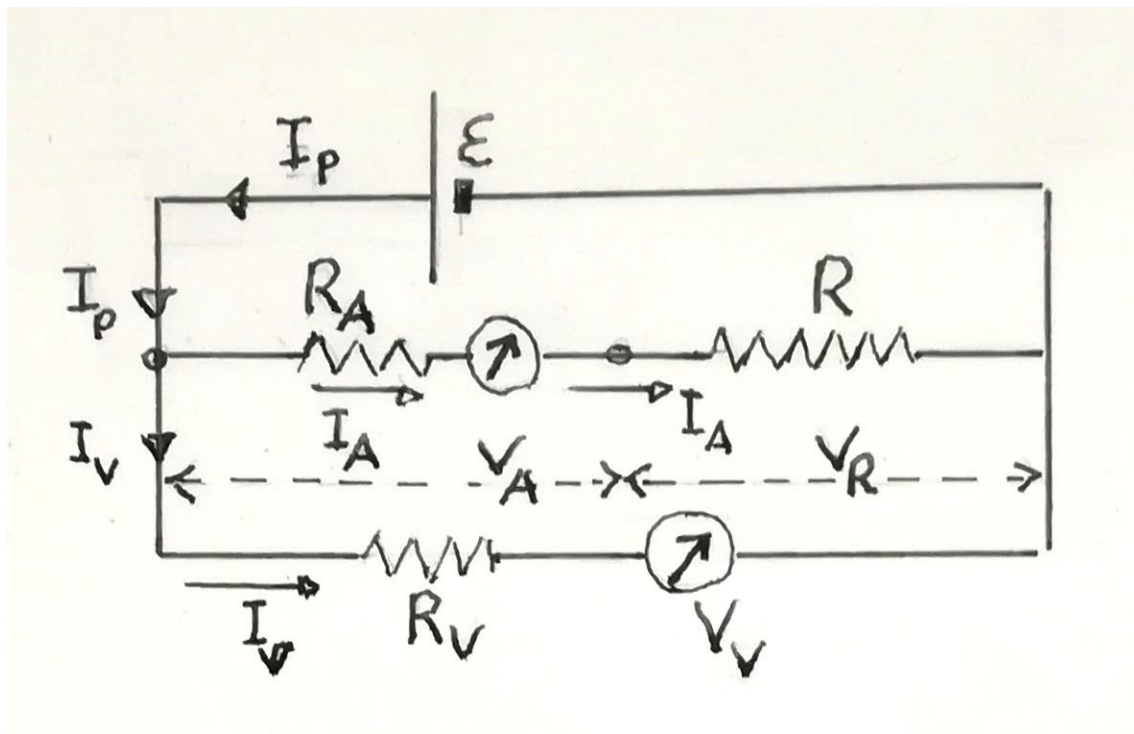 I_p ε
I_p R_A R
I_A I_A
I_V V_A V_R
I_V R_V V_V